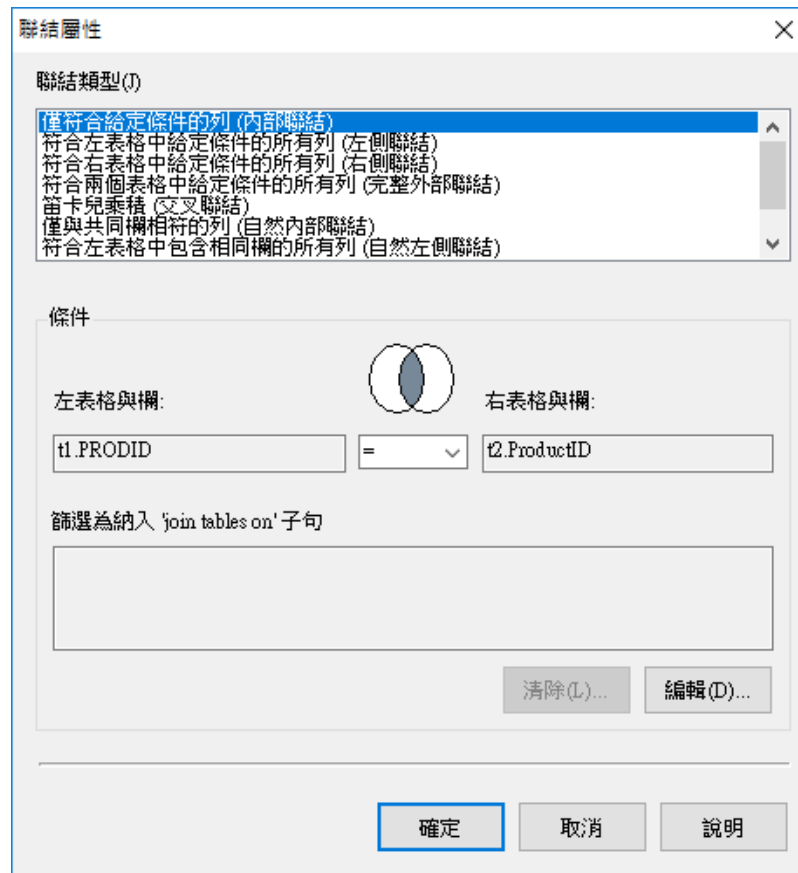 聯結屬性
聯結類型(J)
僅符合給定條件的列 (內部聯結)
符合左表格中給定條件的所有列 (左側聯結)
符合右表格中給定條件的所有列 (右側聯結)
符合兩個表格中給定條件的所有列 (完整外部聯結)
笛卡兒乘積 (交叉聯結)
僅與共同欄相符的列 (自然內部聯結)
符合左表格中包含相同欄的所有列 (自然左側聯結)
條件
左表格與欄: 右表格與欄:
t1.PRODID = t2.ProductID
篩選為納入 'join tables on' 子句
清除(L)... 編輯(D)...
確定 取消 說明